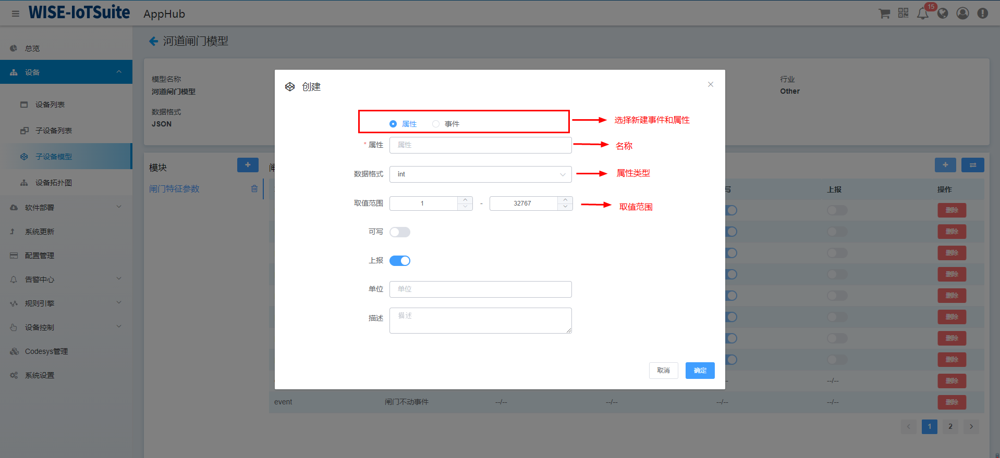 WISE-IoTSuite
AppHub
15
总览
设备
设备列表
子设备列表
子设备模型
设备拓扑图
软件部署
系统更新
配置管理
告警中心
规则引擎
设备控制
Codesys管理
系统设置
河道闸门模型
模型名称
河道闸门模型
数据格式
JSON
行业
Other
模块
闸门特征参数
创建
属性 事件
选择新建事件和属性
* 属性 属性
名称
数据格式 int
属性类型
取值范围 1 - 32767
取值范围
可写
上报
单位 单位
描述 描述
取消 确定
写 上报 操作
删除
删除
删除
删除
删除
删除
删除
删除
--/-- 删除
event 闸门不动事件 --/-- --/-- --/-- --/-- 删除
1 2